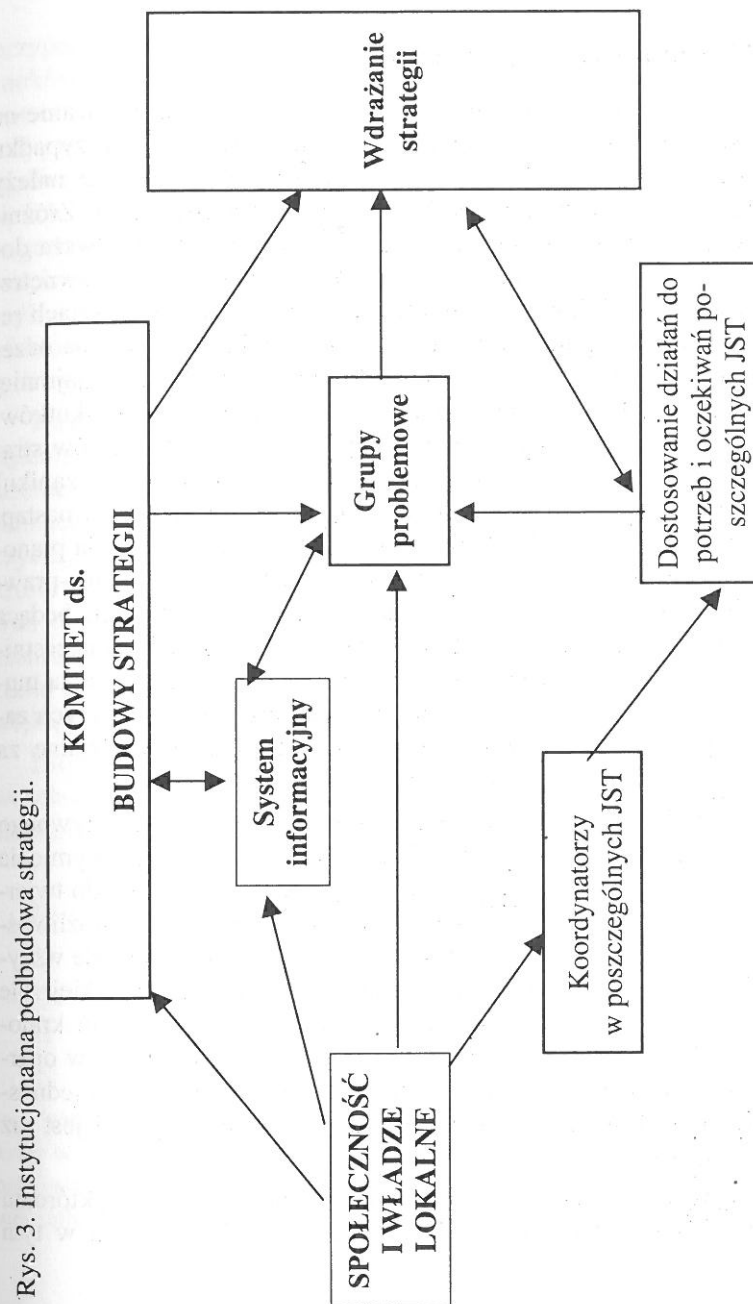 Rys. 3. Instytucjonalna podbudowa strategii.
KOMITET ds.
BUDOWY STRATEGII
System
informacyjny
SPOŁECZNOŚĆ
I WŁADZE
LOKALNE
Grupy
problemowe
Wdrażanie
strategii
Koordynatorzy
w poszczególnych JST
Dostosowanie działań do
potrzeb i oczekiwań po-
szczególnych JST